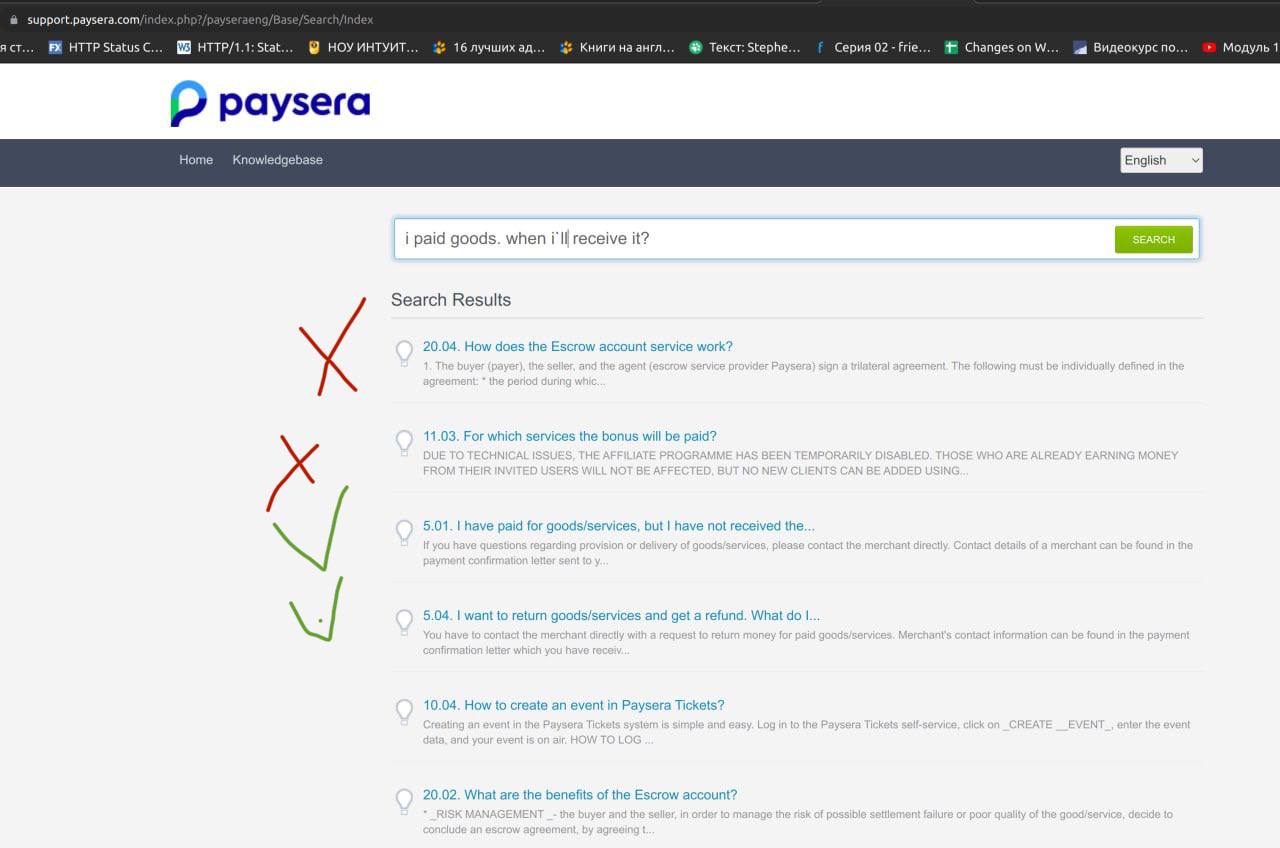 support.paysera.com/index.php?/payseraeng/Base/Search/Index
я ст... FX HTTP Status C... W3 HTTP/1.1: Stat... НОУ ИНТУИТ... 16 лучших ад... Книги на англ... Текст: Stephe... f Серия 02 - frie... Changes on W... Видеокурс по... Модуль 1
paysera
Home Knowledgebase English
i paid goods. when i`ll receive it? SEARCH
Search Results
20.04. How does the Escrow account service work?
1. The buyer (payer), the seller, and the agent (escrow service provider Paysera) sign a trilateral agreement. The following must be individually defined in the
agreement: * the period during whic...
11.03. For which services the bonus will be paid?
DUE TO TECHNICAL ISSUES, THE AFFILIATE PROGRAMME HAS BEEN TEMPORARILY DISABLED. THOSE WHO ARE ALREADY EARNING MONEY
FROM THEIR INVITED USERS WILL NOT BE AFFECTED, BUT NO NEW CLIENTS CAN BE ADDED USING...
5.01. I have paid for goods/services, but I have not received the...
If you have questions regarding provision or delivery of goods/services, please contact the merchant directly. Contact details of a merchant can be found in the
payment confirmation letter sent to y...
5.04. I want to return goods/services and get a refund. What do I...
You have to contact the merchant directly with a request to return money for paid goods/services. Merchant's contact information can be found in the payment
confirmation letter which you have receiv...
10.04. How to create an event in Paysera Tickets?
Creating an event in the Paysera Tickets system is simple and easy. Log in to the Paysera Tickets self-service, click on _CREATE __EVENT_, enter the event
data, and your event is on air. HOW TO LOG ...
20.02. What are the benefits of the Escrow account?
* _RISK MANAGEMENT _- the buyer and the seller, in order to manage the risk of possible settlement failure or poor quality of the good/service, decide to
conclude an escrow agreement, by agreeing t...